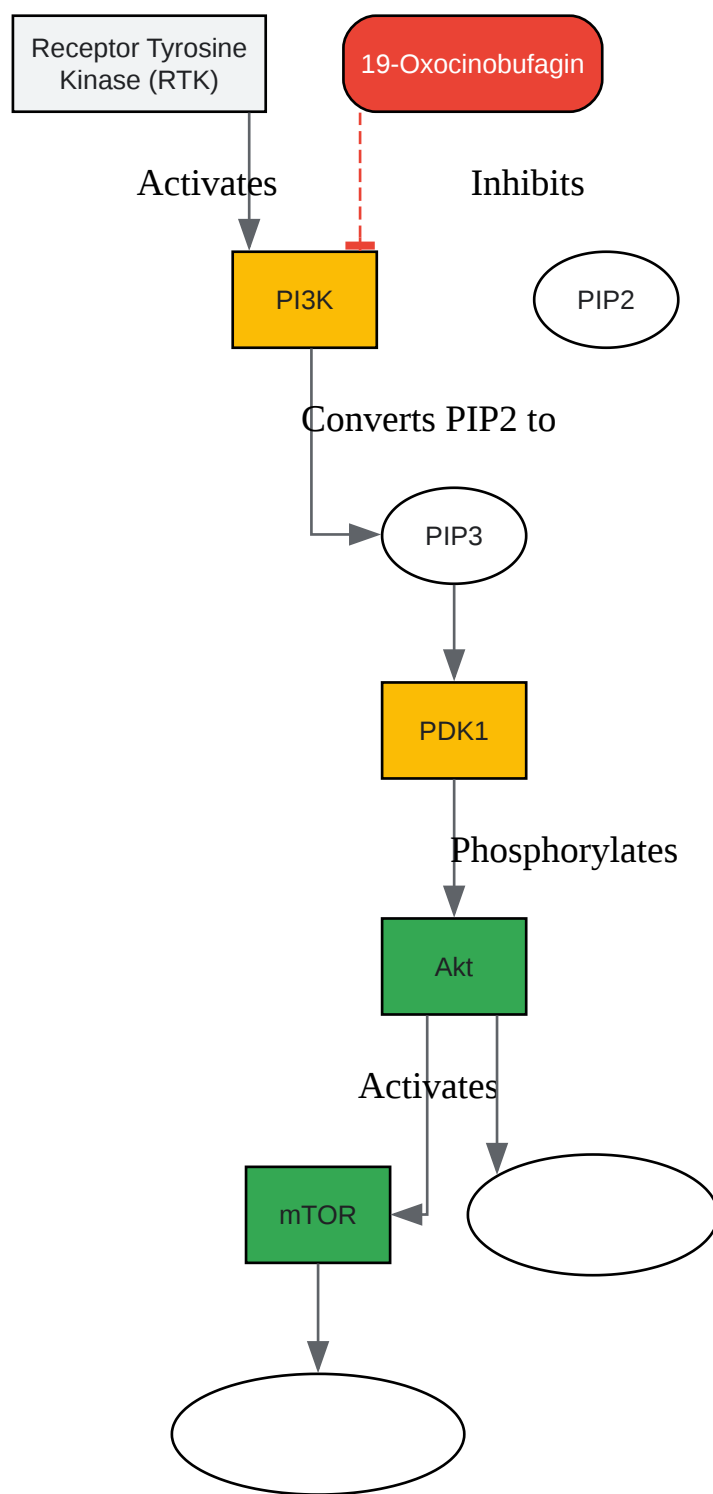 Receptor Tyrosine
Kinase (RTK)
19-Oxocinobufagin
Activates
Inhibits
PI3K
PIP2
Converts PIP2 to
PIP3
PDK1
Phosphorylates
Akt
Activates
mTOR